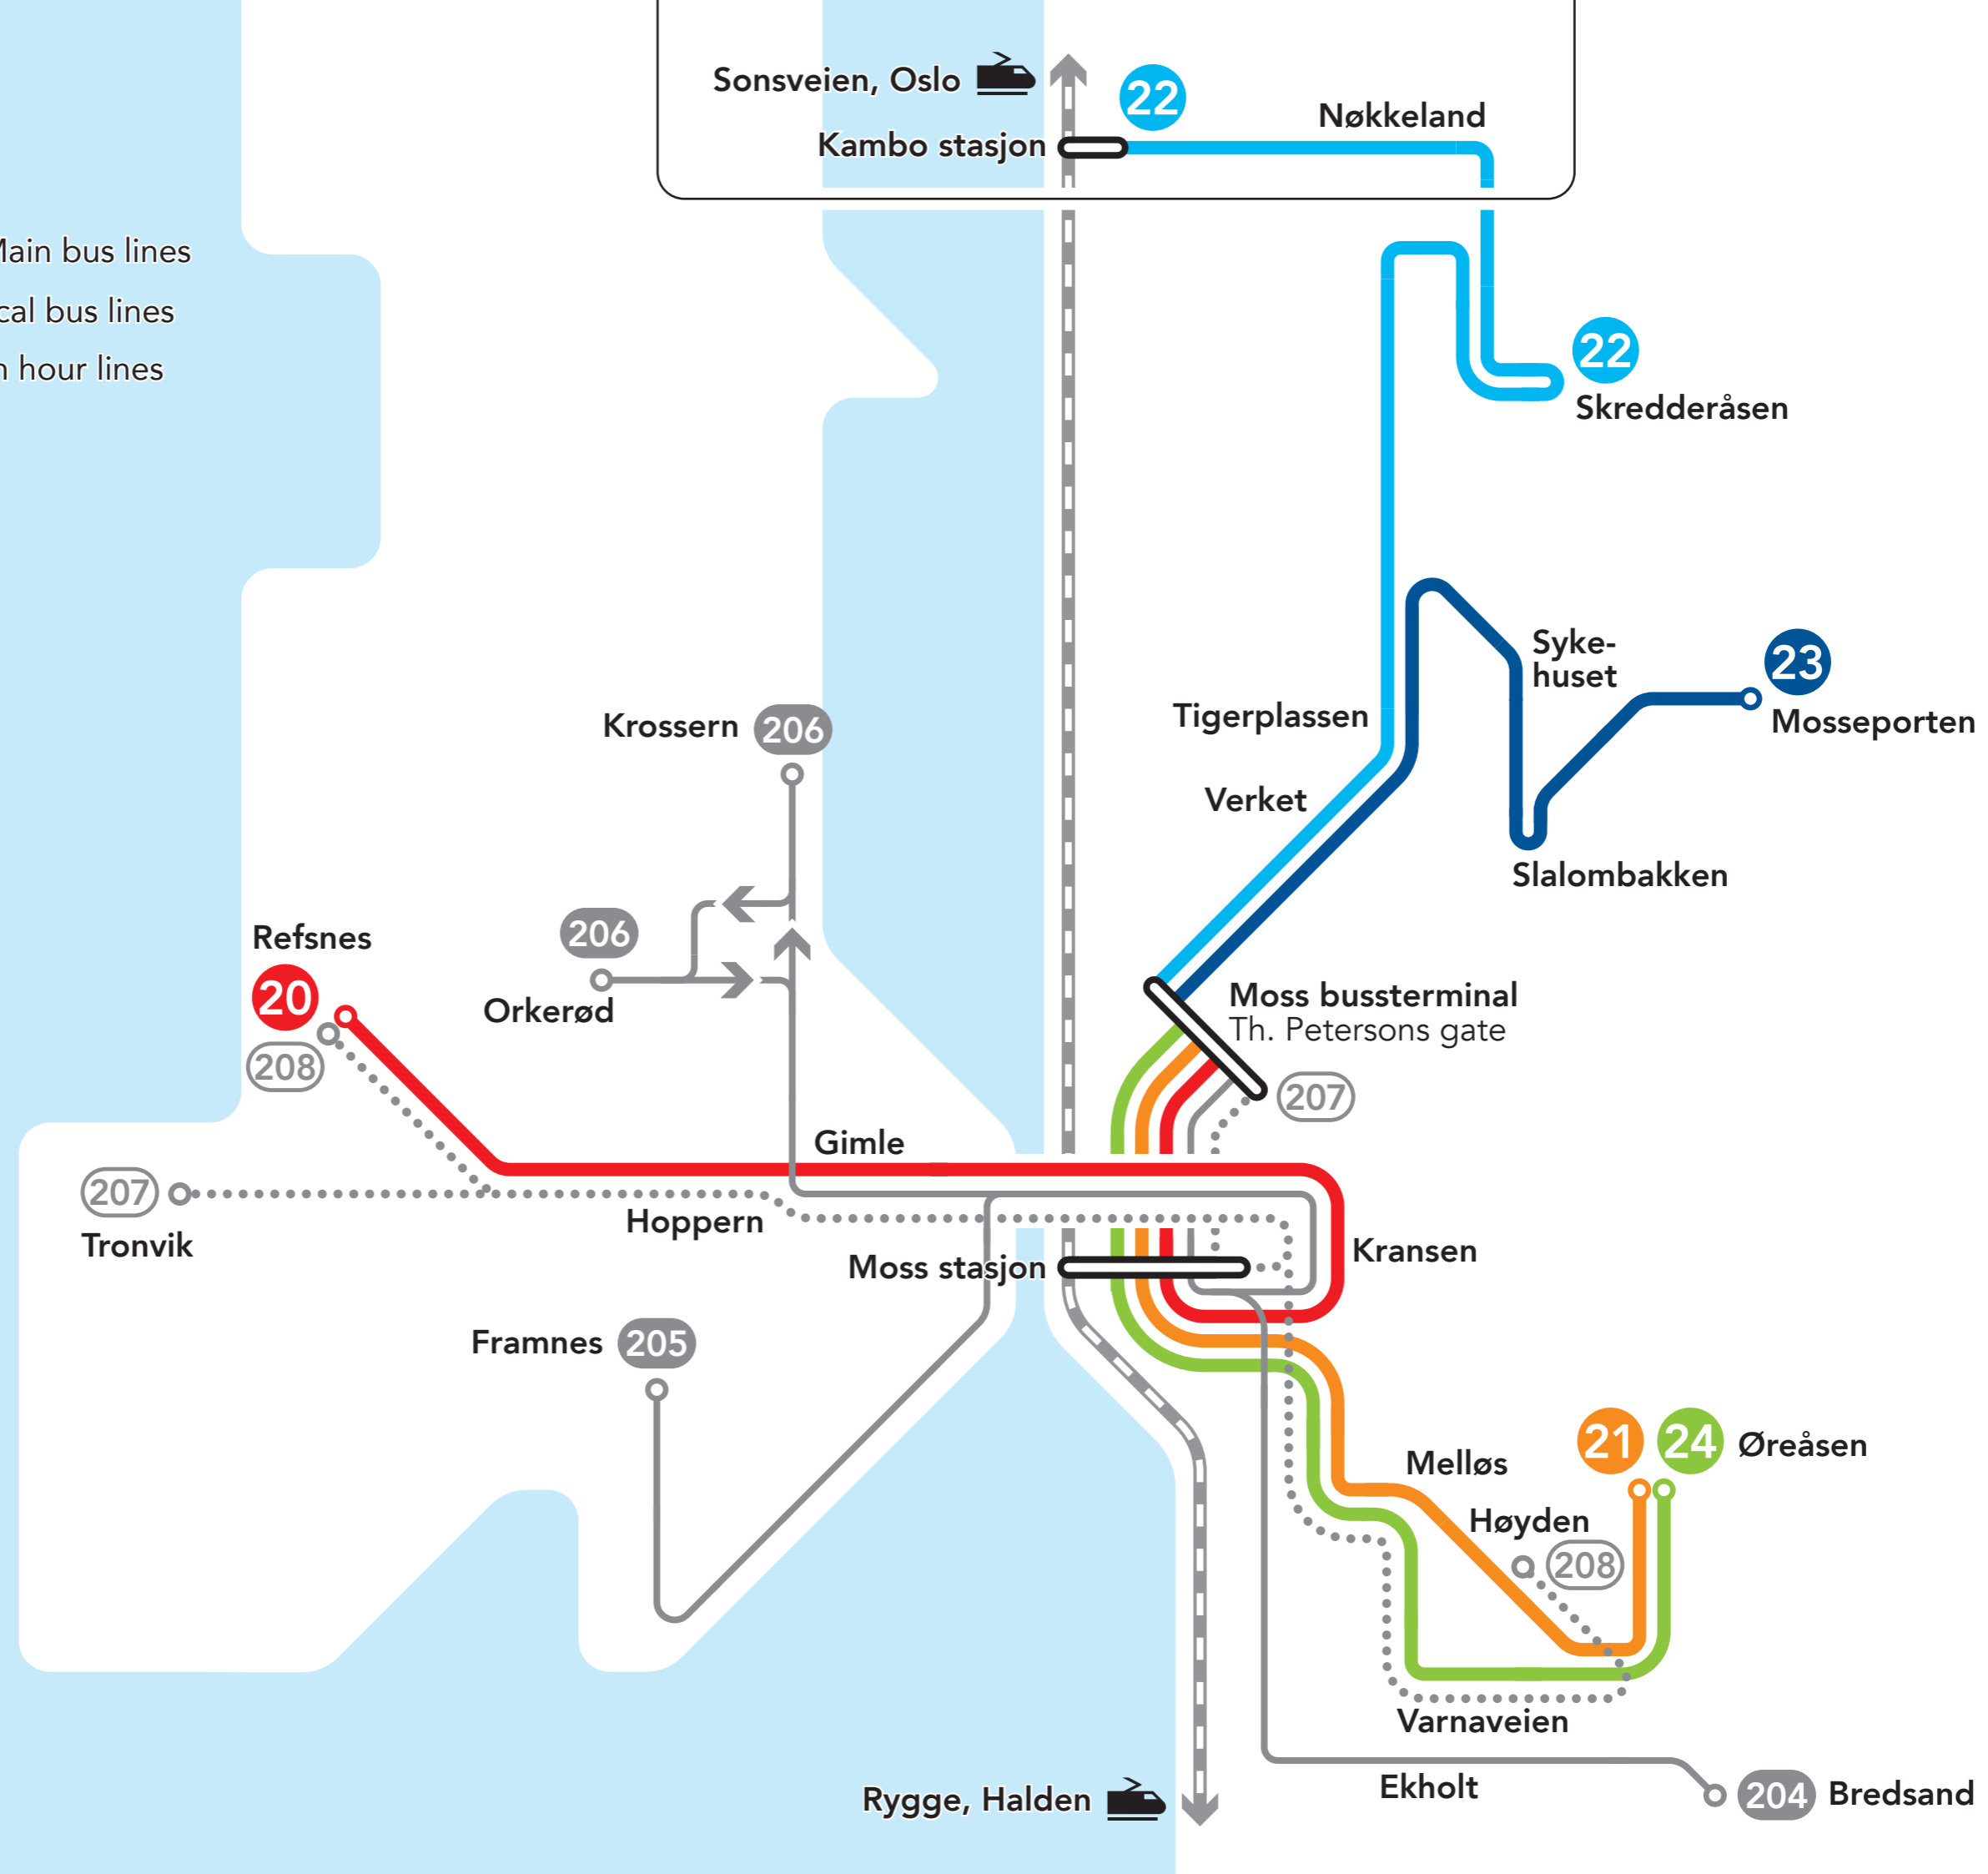 Sonsveien, Oslo
22
Nøkkeland
Kambo stasjon
Main bus lines
cal bus lines
hour lines
22
Skredderåsen
Syke-
huset
23
Mosseporten
Tigerplassen
Krossern 206
Verket
Slalombakken
Refsnes
206
20
Orkerød
Moss bussterminal
Th. Petersons gate
208
207
Gimle
207
Hoppern
Tronvik
Kransen
Moss stasjon
Framnes 205
21 24 Øreåsen
Melløs
Høyden
208
Varnaveien
Ekholt
Rygge, Halden
204 Bredsand